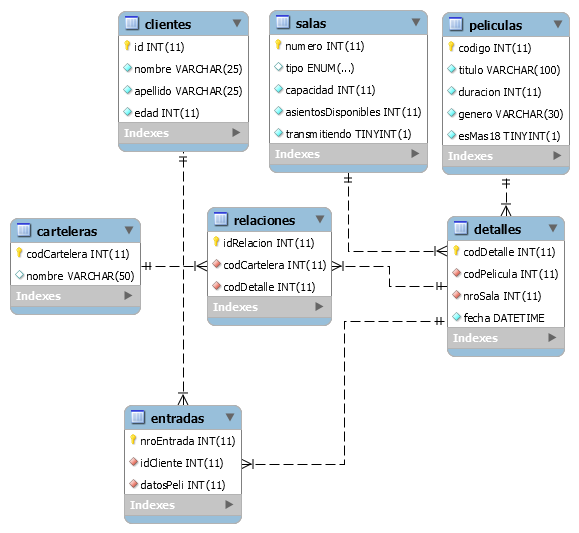 clientes
id INT(11)
nombre VARCHAR(25)
apellido VARCHAR(25)
edad INT(11)
Indexes
salas
numero INT(11)
tipo ENUM(...)
capacidad INT(11)
asientosDisponibles INT(11)
transmitiendo TINYINT(1)
Indexes
peliculas
codigo INT(11)
titulo VARCHAR(100)
duracion INT(11)
genero VARCHAR(30)
esMas18 TINYINT(1)
Indexes
carteleras
codCartelera INT(11)
nombre VARCHAR(50)
Indexes
relaciones
idRelacion INT(11)
codCartelera INT(11)
codDetalle INT(11)
Indexes
detalles
codDetalle INT(11)
codPelicula INT(11)
nroSala INT(11)
fecha DATETIME
Indexes
entradas
nroEntrada INT(11)
idCliente INT(11)
datosPeli INT(11)
Indexes